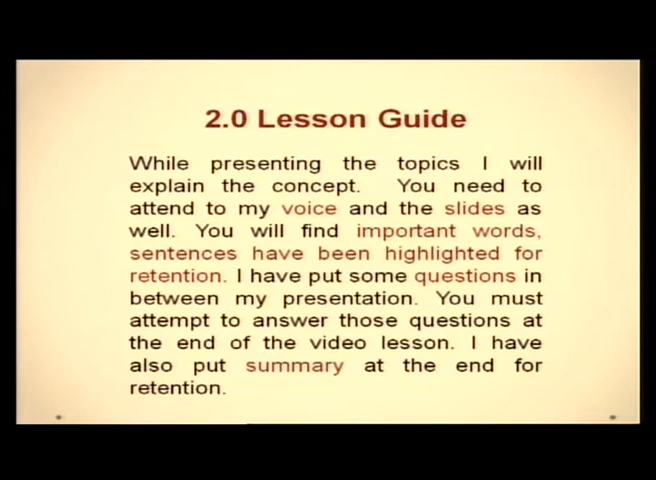 2.0 Lesson Guide
While presenting the topics I will
explain the concept. You need to
attend to my voice and the slides as
well. You will find important words,
sentences have been highlighted for
retention. I have put some questions in
between my presentation. You must
attempt to answer those questions at
the end of the video lesson. I have
also put summary at the end for
retention.